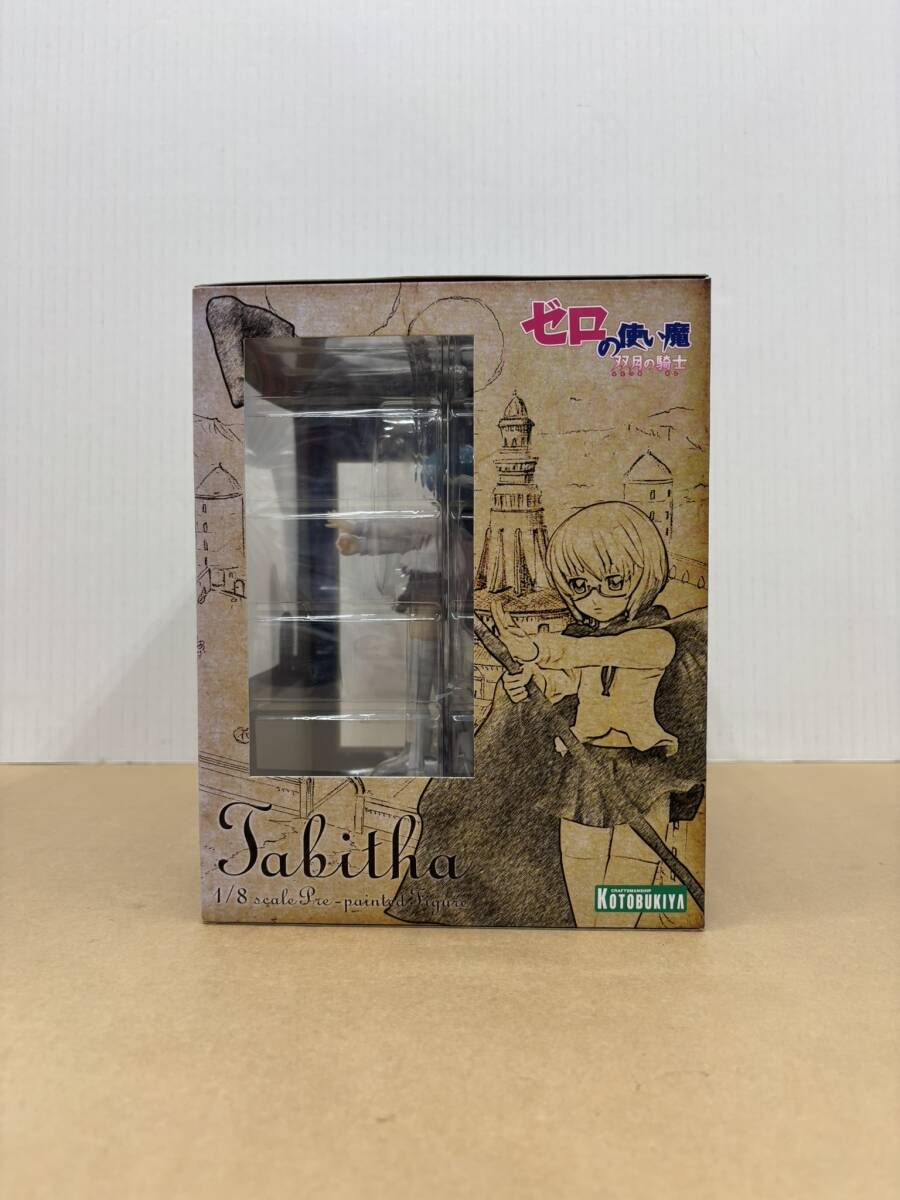 ゼロの使い魔
双月の騎士
Tabitha
1/8 scale Pre-painted Figure
CRAFTSMANSHIP
KOTOBUKIYA